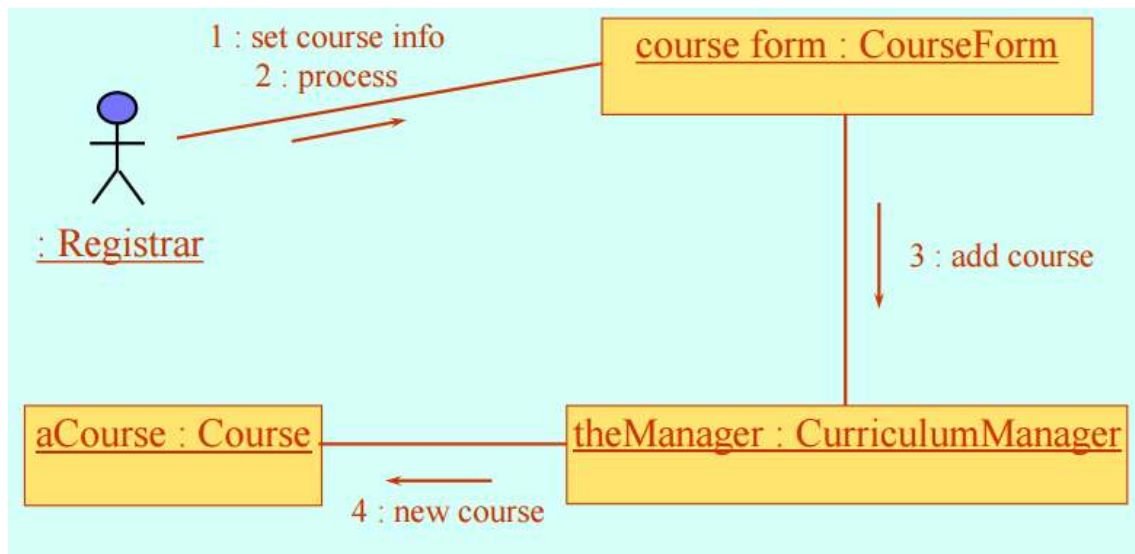 1 : set course info
2 : process
course form : CourseForm
: Registrar
3 : add course
aCourse : Course
theManager : CurriculumManager
4 : new course